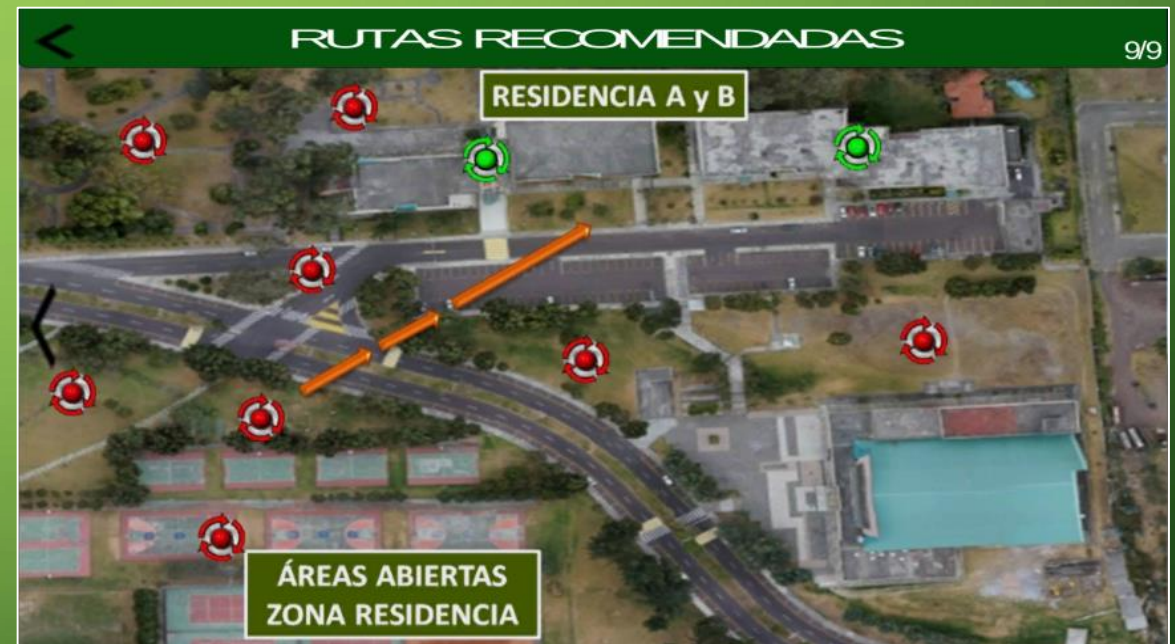 RUTAS RECOMENDADAS
9/9
RESIDENCIA A y B
ÁREAS ABIERTAS
ZONA RESIDENCIA